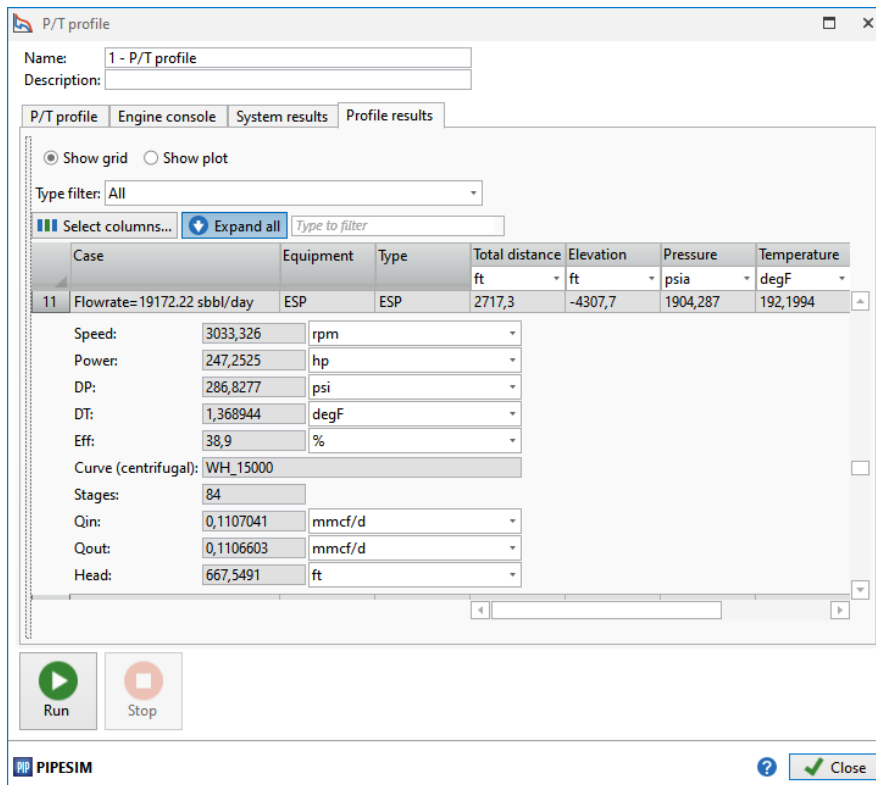 P/T profile
Name: 1 - P/T profile
Description:
P/T profile Engine console System results Profile results
Show grid Show plot
Type filter: All
Select columns... Expand all Type to filter
Case Equipment Type Total distance Elevation Pressure Temperature
ft ft psia degF
11 Flowrate=19172.22 sbbl/day ESP ESP 2717,3 -4307,7 1904,287 192,1994
Speed: 3033,326 rpm
Power: 247,2525 hp
DP: 286,8277 psi
DT: 1,368944 degF
Eff: 38,9 %
Curve (centrifugal): WH_15000
Stages: 84
Qin: 0,1107041 mmcf/d
Qout: 0,1106603 mmcf/d
Head: 667,5491 ft
Run Stop
PIP PIPESIM ? Close